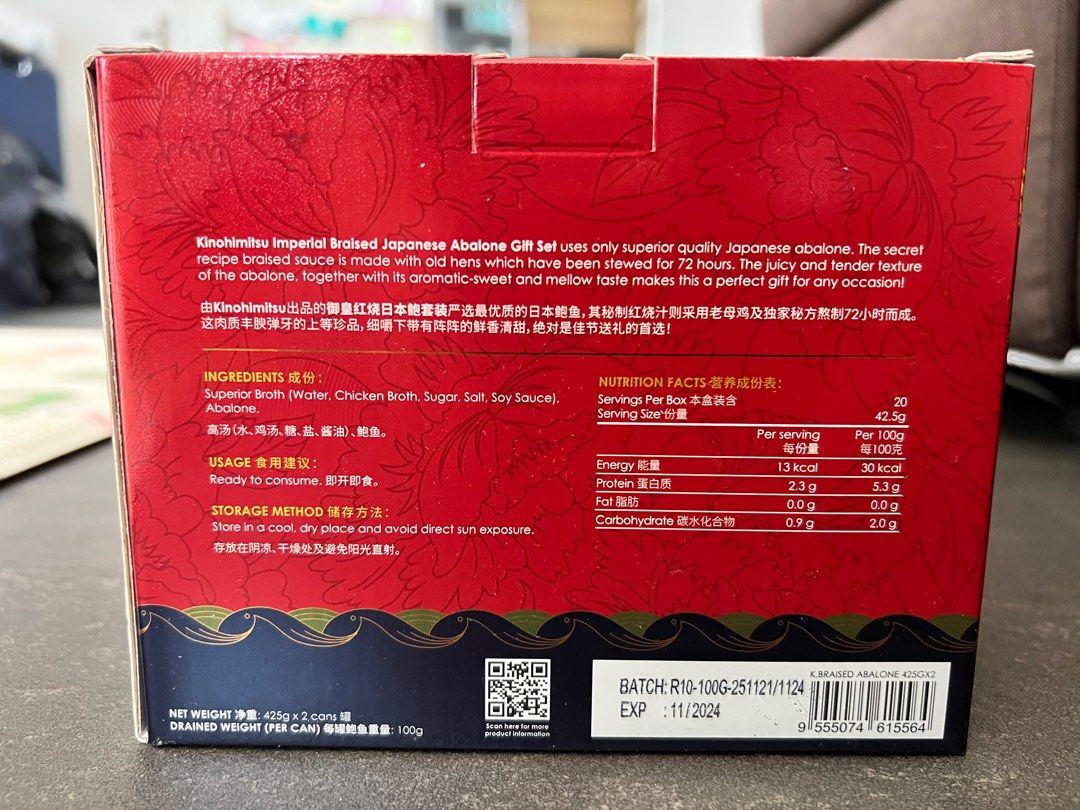 Kinohimitsu Imperial Braised Japanese Abalone Gift Set uses only superior quality Japanese abalone. The secret
recipe braised sauce is made with old hens which have been stewed for 72 hours. The juicy and tender texture
of the abalone, together with its aromatic-sweet and mellow taste makes this a perfect gift for any occasion!
由Kinohimitsu出品的御皇红烧日本鲍套装严选最优质的日本鲍鱼，其秘制红烧汁则采用老母鸡及独家秘方熬制72小时而成。
这肉质丰腴弹牙的上等珍品，细嚼下带有阵阵的鲜香清甜，绝对是佳节送礼的首选！
INGREDIENTS 成份：
Superior Broth (Water, Chicken Broth, Sugar, Salt, Soy Sauce),
Abalone.
高汤（水、鸡汤、糖、盐、酱油）、鲍鱼。
USAGE 食用建议：
Ready to consume. 即开即食。
STORAGE METHOD 储存方法：
Store in a cool, dry place and avoid direct sun exposure.
存放在阴凉、干燥处及避免阳光直射。
NUTRITION FACTS 营养成份表：
Servings Per Box 本盒装含 20
Serving Size 份量 42.5g
Per serving Per 100g
每份量 每100克
Energy 能量 13 kcal 30 kcal
Protein 蛋白质 2.3 g 5.3 g
Fat 脂肪 0.0 g 0.0 g
Carbohydrate 碳水化合物 0.9 g 2.0 g
NET WEIGHT 净重: 425g x 2 cans 罐
DRAINED WEIGHT (PER CAN) 每罐鲍鱼重量: 100g
Scan here for more
product information
BATCH: R10-100G-251121/1124
EXP : 11/2024
K.BRAISED ABALONE 425GX2
9 555074 615564